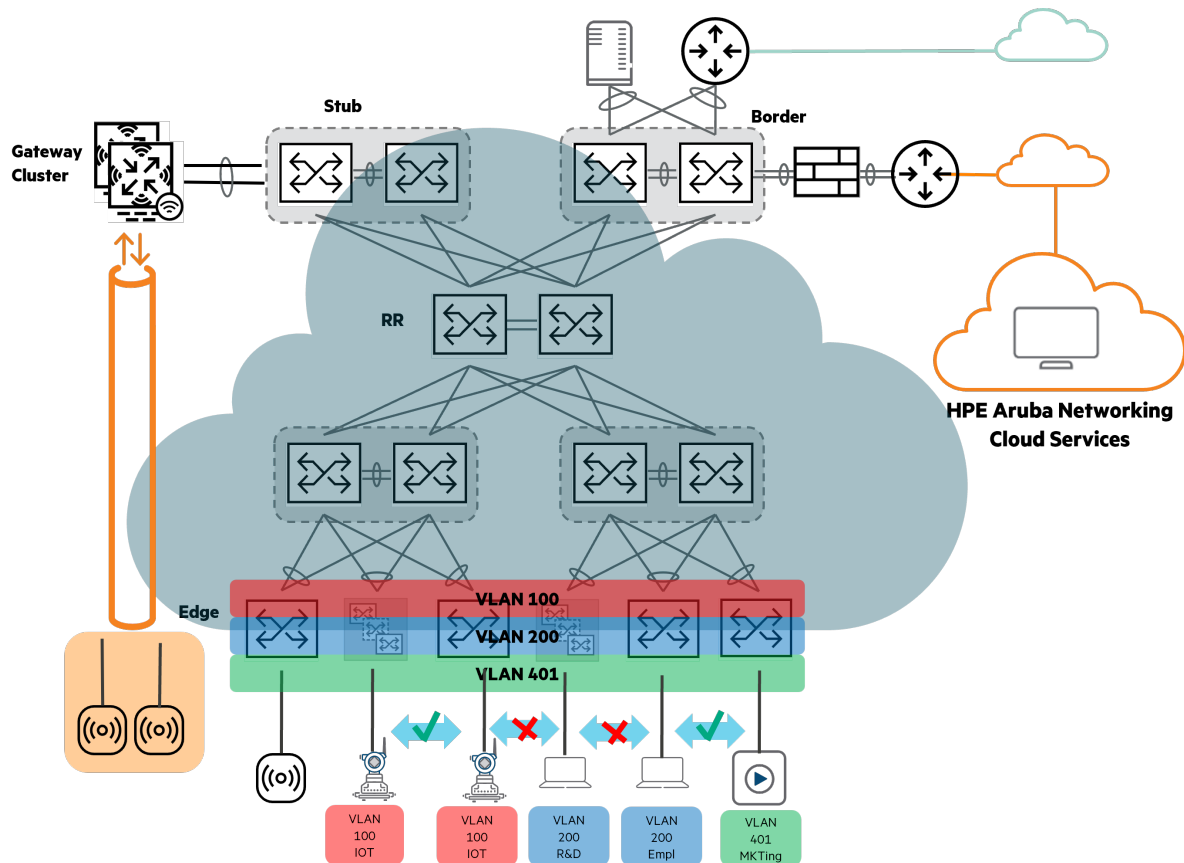 Stub
Border
Gateway
Cluster
RR
HPE Aruba Networking
Cloud Services
Edge
VLAN 100
VLAN 200
VLAN 401
VLAN
100
IOT
VLAN
100
IOT
VLAN
200
R&D
VLAN
200
Empl
VLAN
401
MKTing